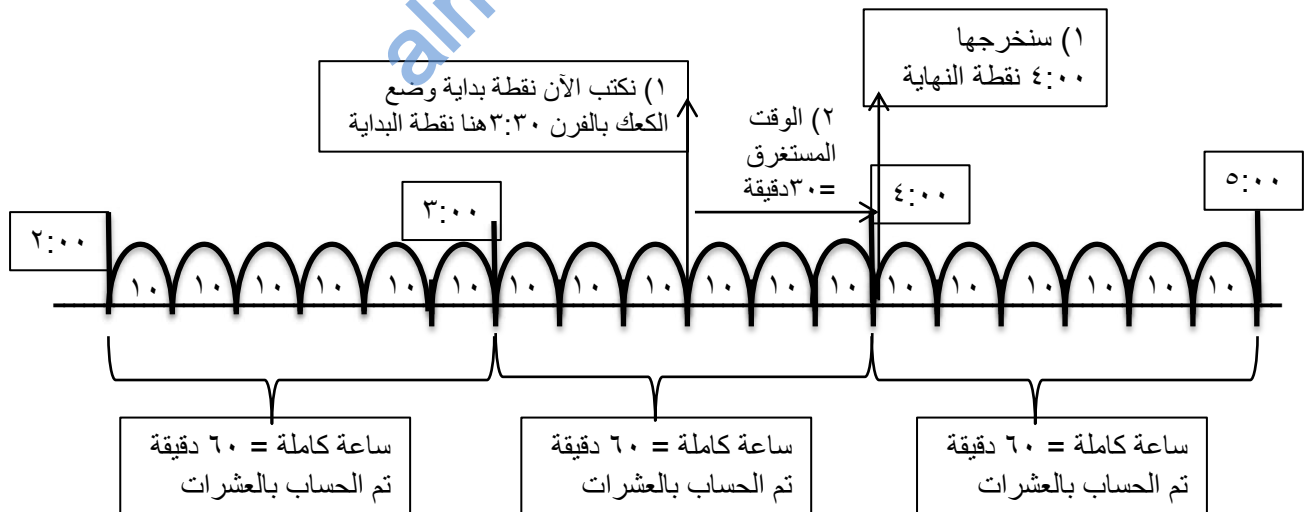 ١) سنخرجها
٤:٠٠ نقطة النهاية
١) نكتب الآن نقطة بداية وضع
الكعك بالفرن ٣:٣٠هنا نقطة البداية
٢) الوقت
المستغرق
=٣٠دقيقة
٥:٠٠
٤:٠٠
٣:٠٠
٢:٠٠
١٠ ١٠ ١٠ ١٠ ١٠ ١٠ ١٠ ١٠ ١٠ ١٠ ١٠ ١٠ ١٠ ١٠ ١٠ ١٠ ١٠ ١٠
ساعة كاملة = ٦٠ دقيقة
تم الحساب بالعشرات
ساعة كاملة = ٦٠ دقيقة
تم الحساب بالعشرات
ساعة كاملة = ٦٠ دقيقة
تم الحساب بالعشرات